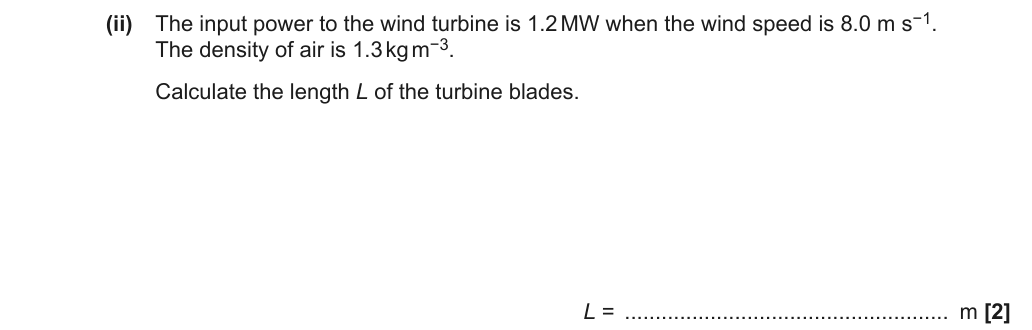 (ii) The input power to the wind turbine is 1.2 MW when the wind speed is 8.0 m s⁻¹.
The density of air is 1.3 kg m⁻³.
Calculate the length L of the turbine blades.
L = ..................................................... m [2]